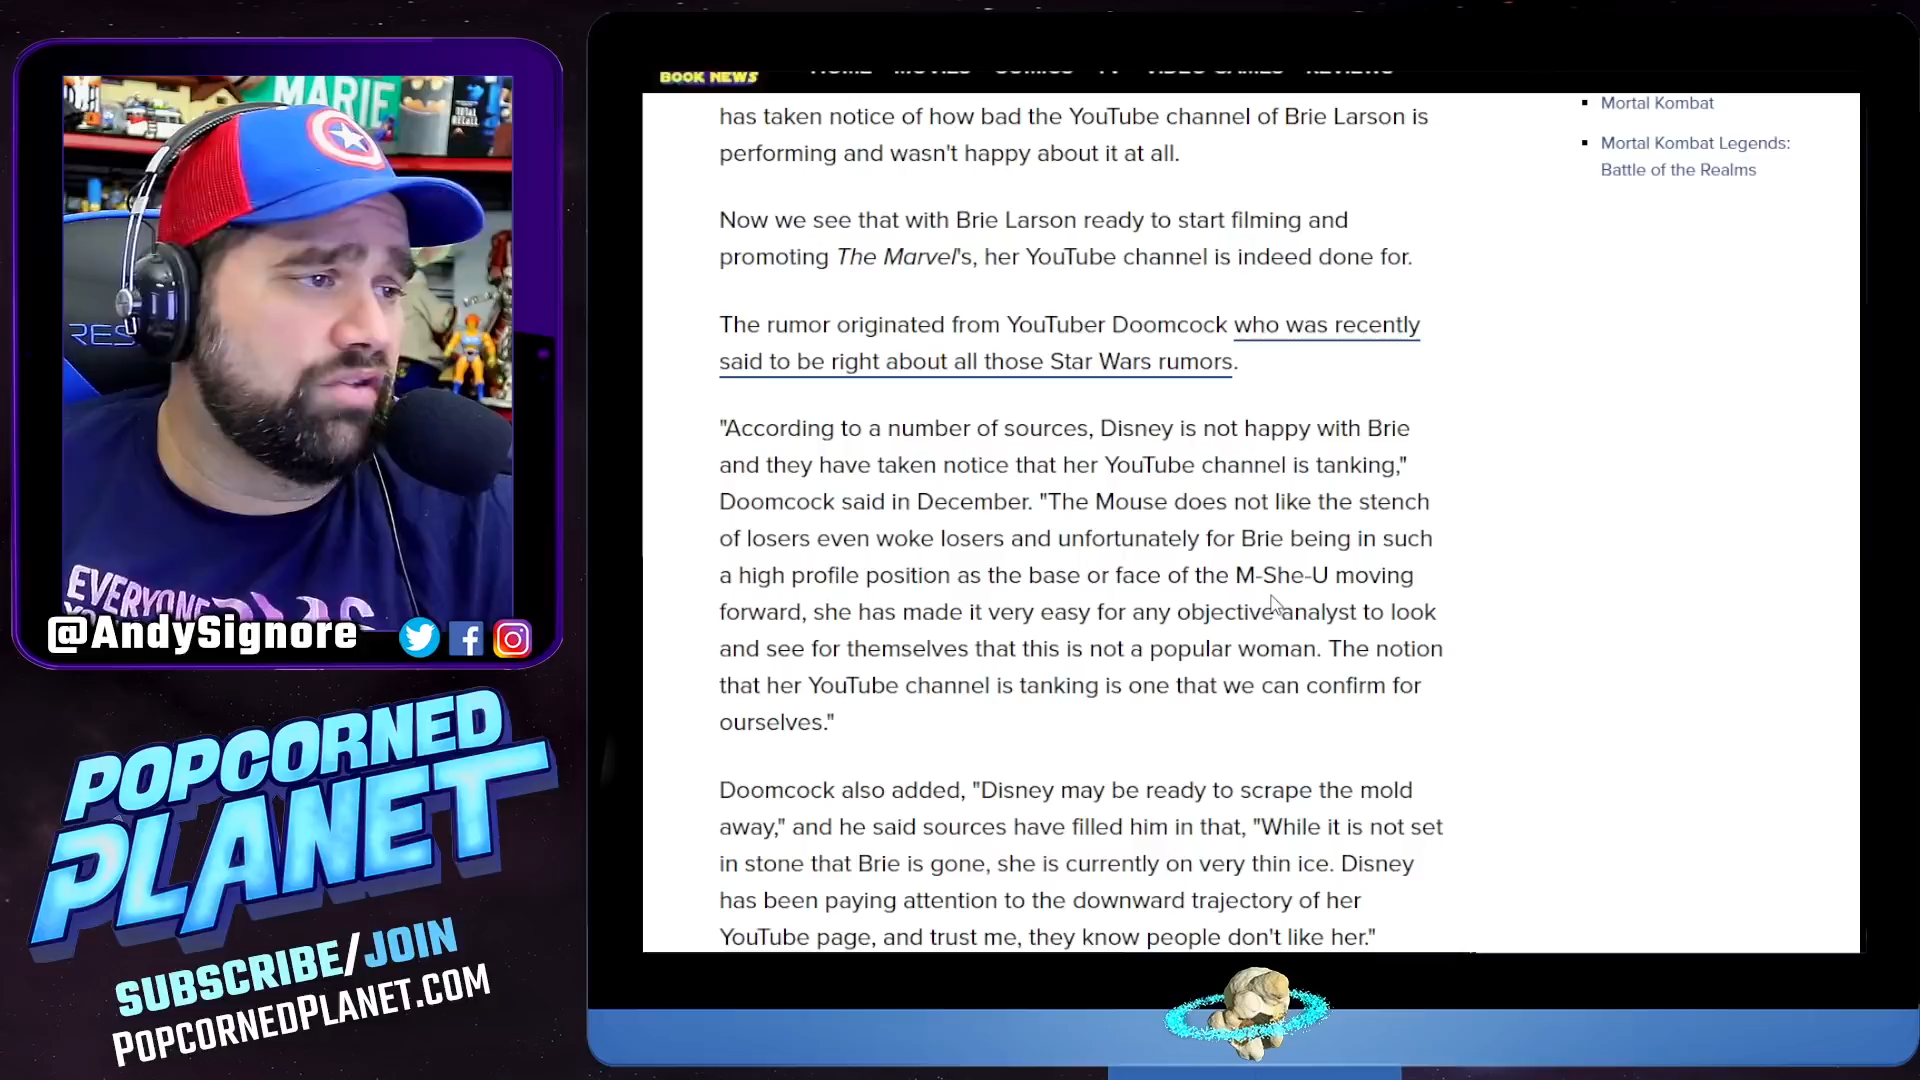 MARIE
TOTAL
RECALL
RES
EVERYONE
@AndySignore
POPCORNED
PLANET
SUBSCRIBE/JOIN
POPCORNEDPLANET.COM
BOOK NEWS
HOME MOVIES COMICS TV VIDEO GAMES REVIEWS
has taken notice of how bad the YouTube channel of Brie Larson is
performing and wasn't happy about it at all.
Now we see that with Brie Larson ready to start filming and
promoting The Marvel's, her YouTube channel is indeed done for.
The rumor originated from YouTuber Doomcock who was recently
said to be right about all those Star Wars rumors.
"According to a number of sources, Disney is not happy with Brie
and they have taken notice that her YouTube channel is tanking,"
Doomcock said in December. "The Mouse does not like the stench
of losers even woke losers and unfortunately for Brie being in such
a high profile position as the base or face of the M-She-U moving
forward, she has made it very easy for any objective analyst to look
and see for themselves that this is not a popular woman. The notion
that her YouTube channel is tanking is one that we can confirm for
ourselves."
Doomcock also added, "Disney may be ready to scrape the mold
away," and he said sources have filled him in that, "While it is not set
in stone that Brie is gone, she is currently on very thin ice. Disney
has been paying attention to the downward trajectory of her
YouTube page, and trust me, they know people don't like her."
Mortal Kombat
Mortal Kombat Legends:
Battle of the Realms